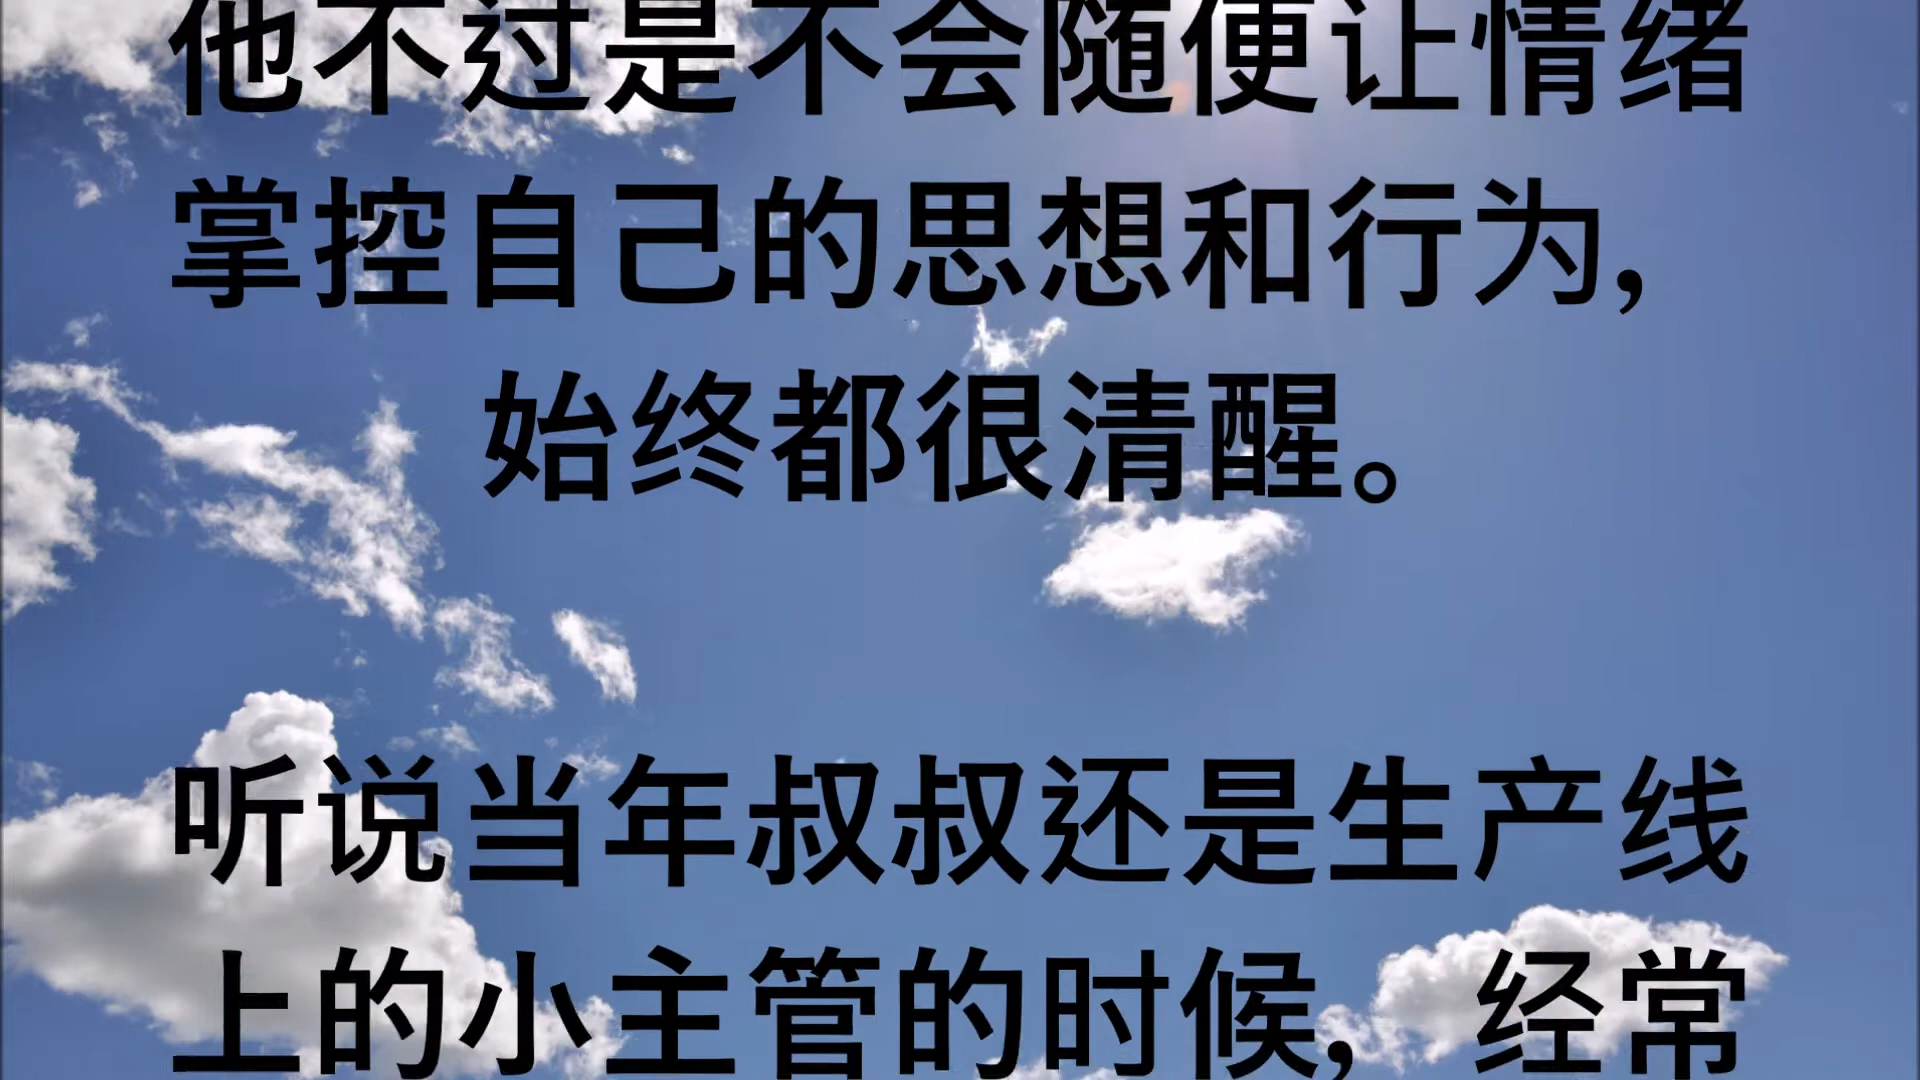 他不过是不会随便让情绪
掌控自己的思想和行为,
始终都很清醒。
听说当年叔叔还是生产线
上的小主管的时候,经常